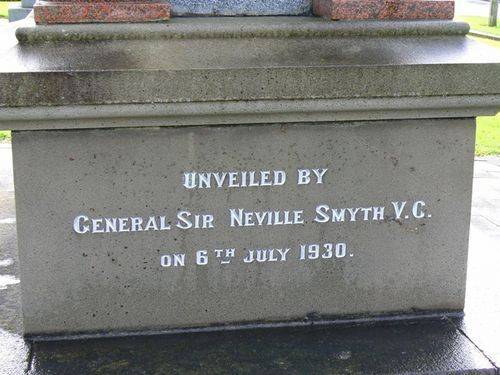 UNVEILED BY
GENERAL SIR NEVILLE SMYTH V.C.
ON 6TH JULY 1930.